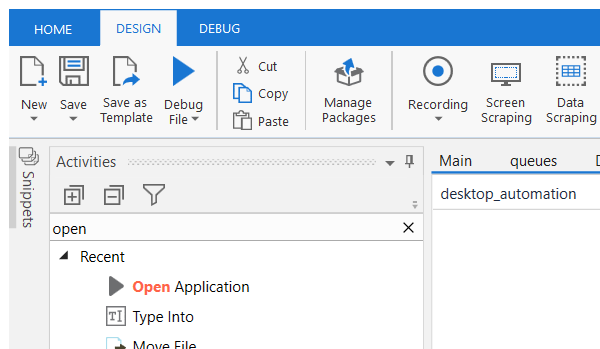 HOME DESIGN DEBUG
New Save Save as Template Debug File
Cut
Copy
Paste
Manage Packages
Recording Screen Scraping Data Scraping
Snippets
Activities
open
Recent
Open Application
TI Type Into
Move File
Main queues
desktop_automation